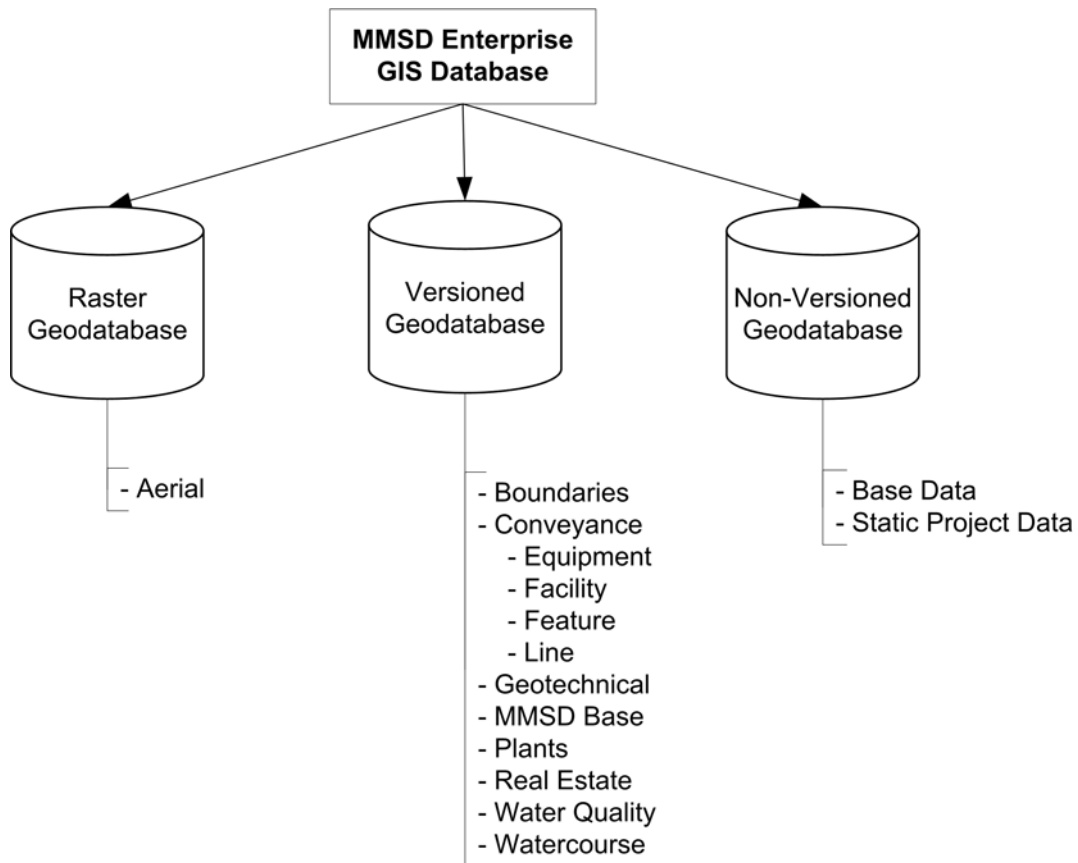 MMSD Enterprise
GIS Database
Raster
Geodatabase
Versioned
Geodatabase
Non-Versioned
Geodatabase
- Aerial
- Boundaries
- Conveyance
- Equipment
- Facility
- Feature
- Line
- Geotechnical
- MMSD Base
- Plants
- Real Estate
- Water Quality
- Watercourse
- Base Data
- Static Project Data